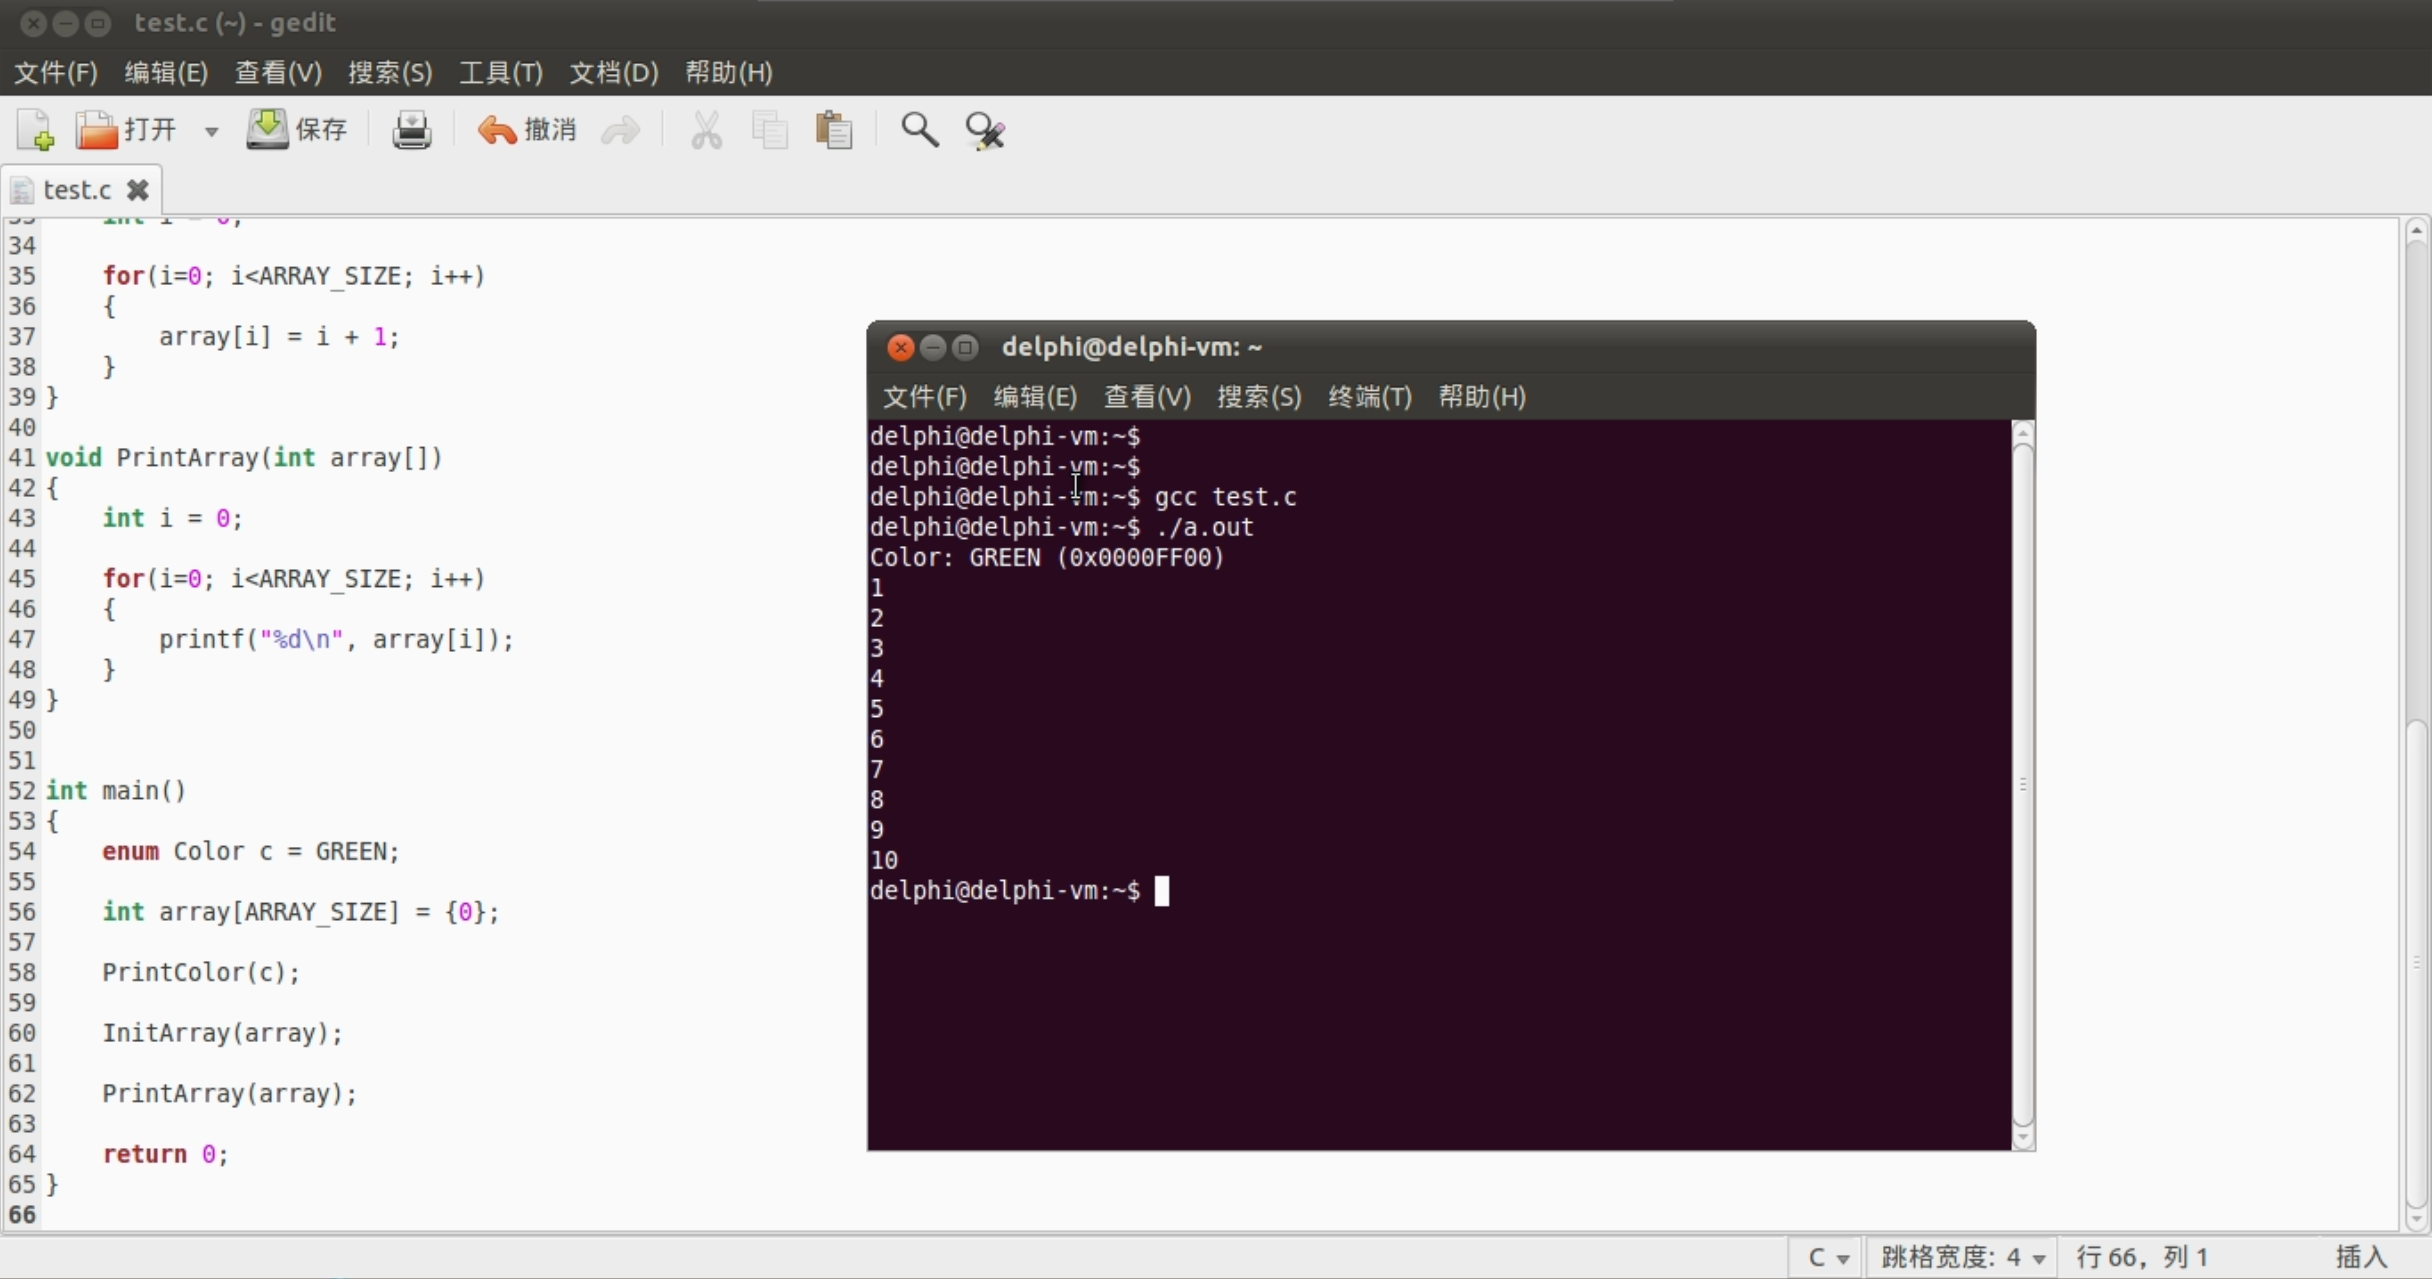 test.c (~) - gedit
文件(F) 编辑(E) 查看(V) 搜索(S) 工具(T) 文档(D) 帮助(H)
打开 保存 撤消
test.c
33 int i = 0;
34
35 for(i=0; i<ARRAY_SIZE; i++)
36 {
37 array[i] = i + 1;
38 }
39 }
40
41 void PrintArray(int array[])
42 {
43 int i = 0;
44
45 for(i=0; i<ARRAY_SIZE; i++)
46 {
47 printf("%d\n", array[i]);
48 }
49 }
50
51
52 int main()
53 {
54 enum Color c = GREEN;
55
56 int array[ARRAY_SIZE] = {0};
57
58 PrintColor(c);
59
60 InitArray(array);
61
62 PrintArray(array);
63
64 return 0;
65 }
66
delphi@delphi-vm: ~
文件(F) 编辑(E) 查看(V) 搜索(S) 终端(T) 帮助(H)
delphi@delphi-vm:~$
delphi@delphi-vm:~$
delphi@delphi-vm:~$ gcc test.c
delphi@delphi-vm:~$ ./a.out
Color: GREEN (0x0000FF00)
1
2
3
4
5
6
7
8
9
10
delphi@delphi-vm:~$
C 跳格宽度: 4 行 66，列 1 插入